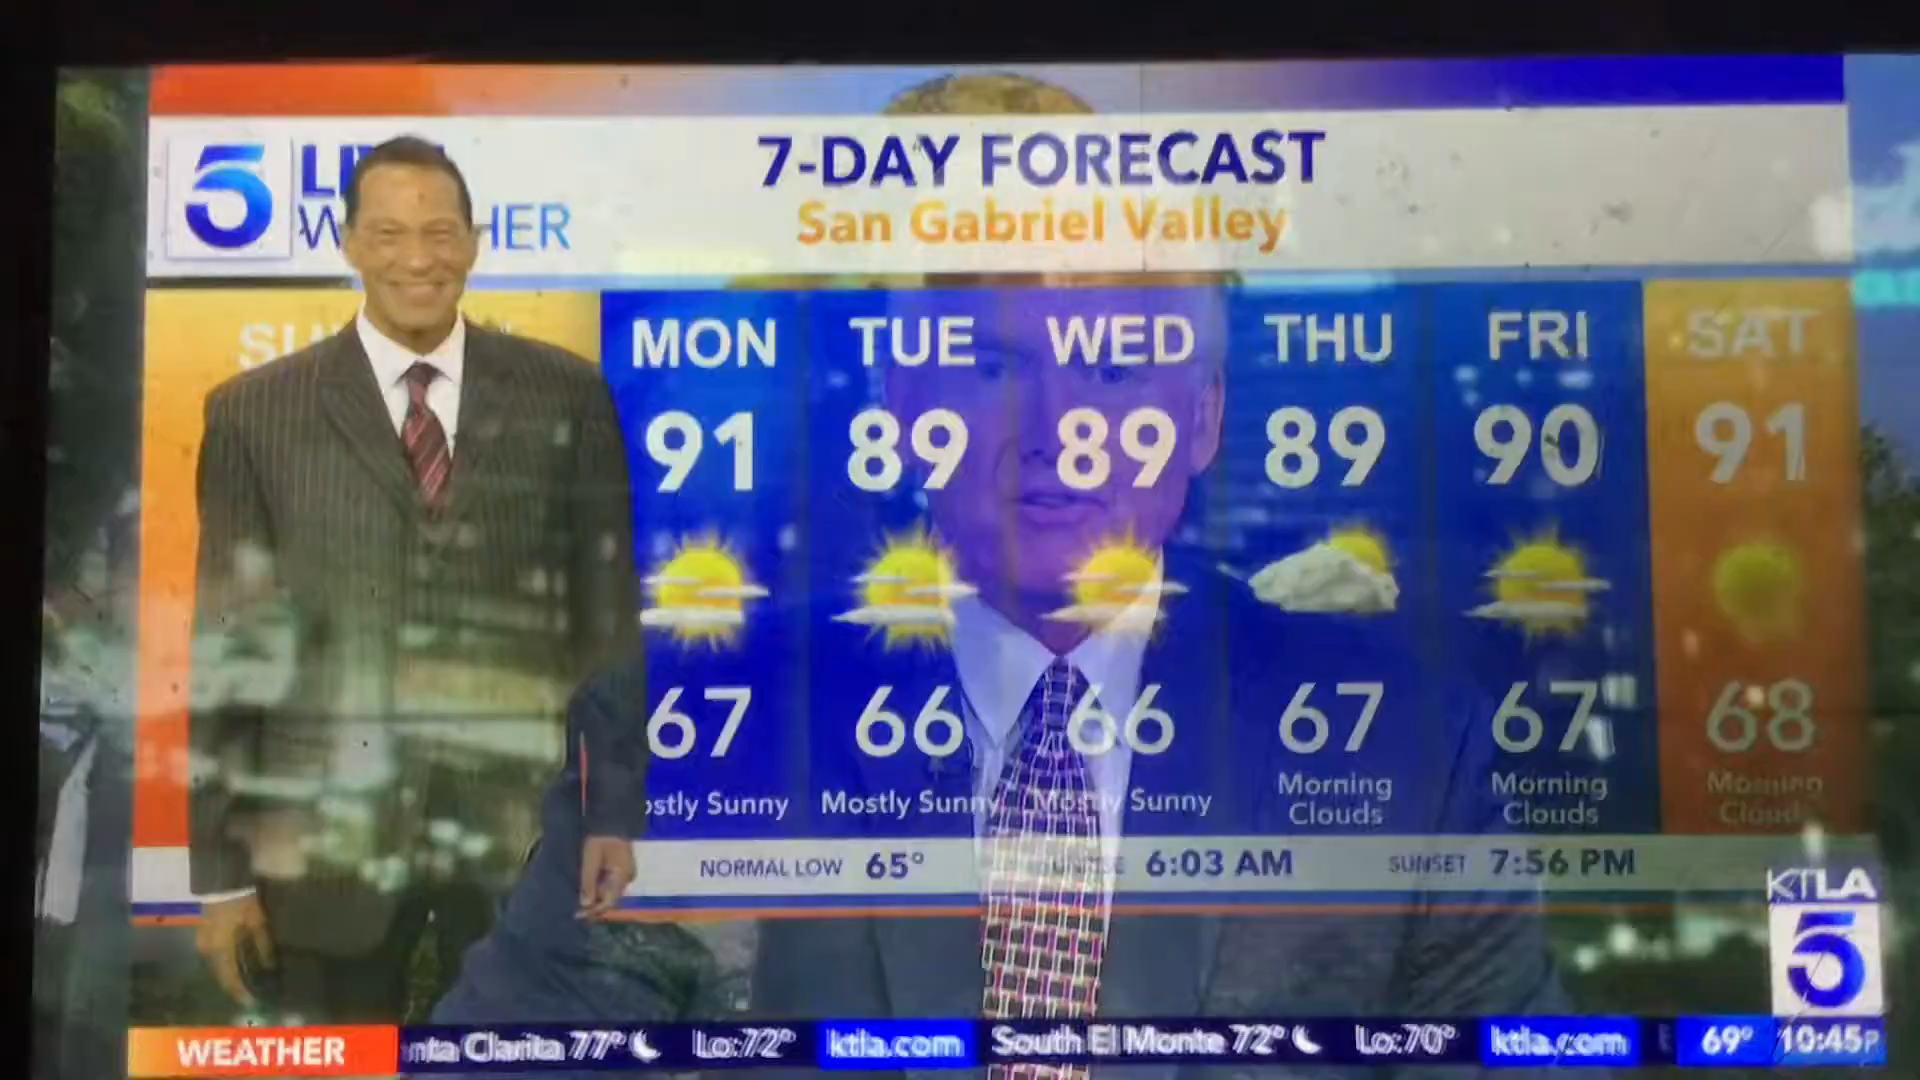 5
7-DAY FORECAST
San Gabriel Valley
MON TUE WED THU FRI SAT
91 89 89 89 90 91
67 66 66 67 67 68
Sunny Mostly Sunny Mostly Sunny Morning Clouds Morning Clouds Morning Clouds
NORMAL LOW 65° 6:03 AM SUNSET 7:56 PM
KTLA
5
WEATHER Clarita 77° Lo:72° ktla.com South El Monte 72° Lo:70° ktla.com 69° 10:45P